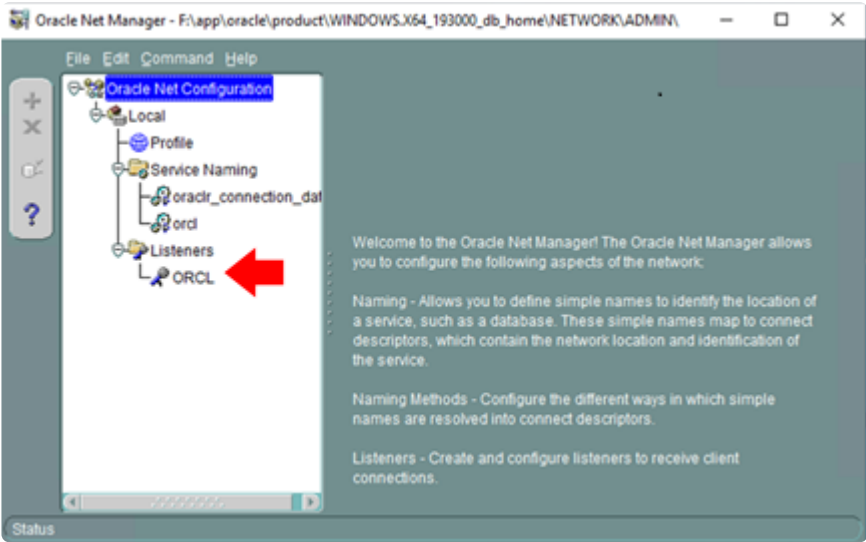 Oracle Net Manager - F:\app\oracle\product\WINDOWS.X64_193000_db_home\NETWORK\ADMIN\
File Edit Command Help
Oracle Net Configuration
Local
Profile
Service Naming
oraclr_connection_dat
orcl
Listeners
ORCL
Welcome to the Oracle Net Manager! The Oracle Net Manager allows
you to configure the following aspects of the network:
Naming - Allows you to define simple names to identify the location of
a service, such as a database. These simple names map to connect
descriptors, which contain the network location and identification of
the service.
Naming Methods - Configure the different ways in which simple
names are resolved into connect descriptors.
Listeners - Create and configure listeners to receive client
connections.
Status